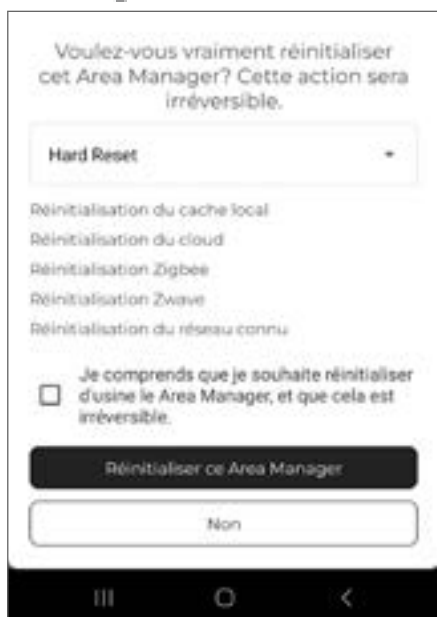 Voulez-vous vraiment réinitialiser
cet Area Manager? Cette action sera
irréversible.
Hard Reset
Réinitialisation du cache local
Réinitialisation du cloud
Réinitialisation Zigbee
Réinitialisation Zwave
Réinitialisation du réseau connu
Je comprends que je souhaite réinitialiser
d'usine le Area Manager, et que cela est
irréversible.
Réinitialiser ce Area Manager
Non